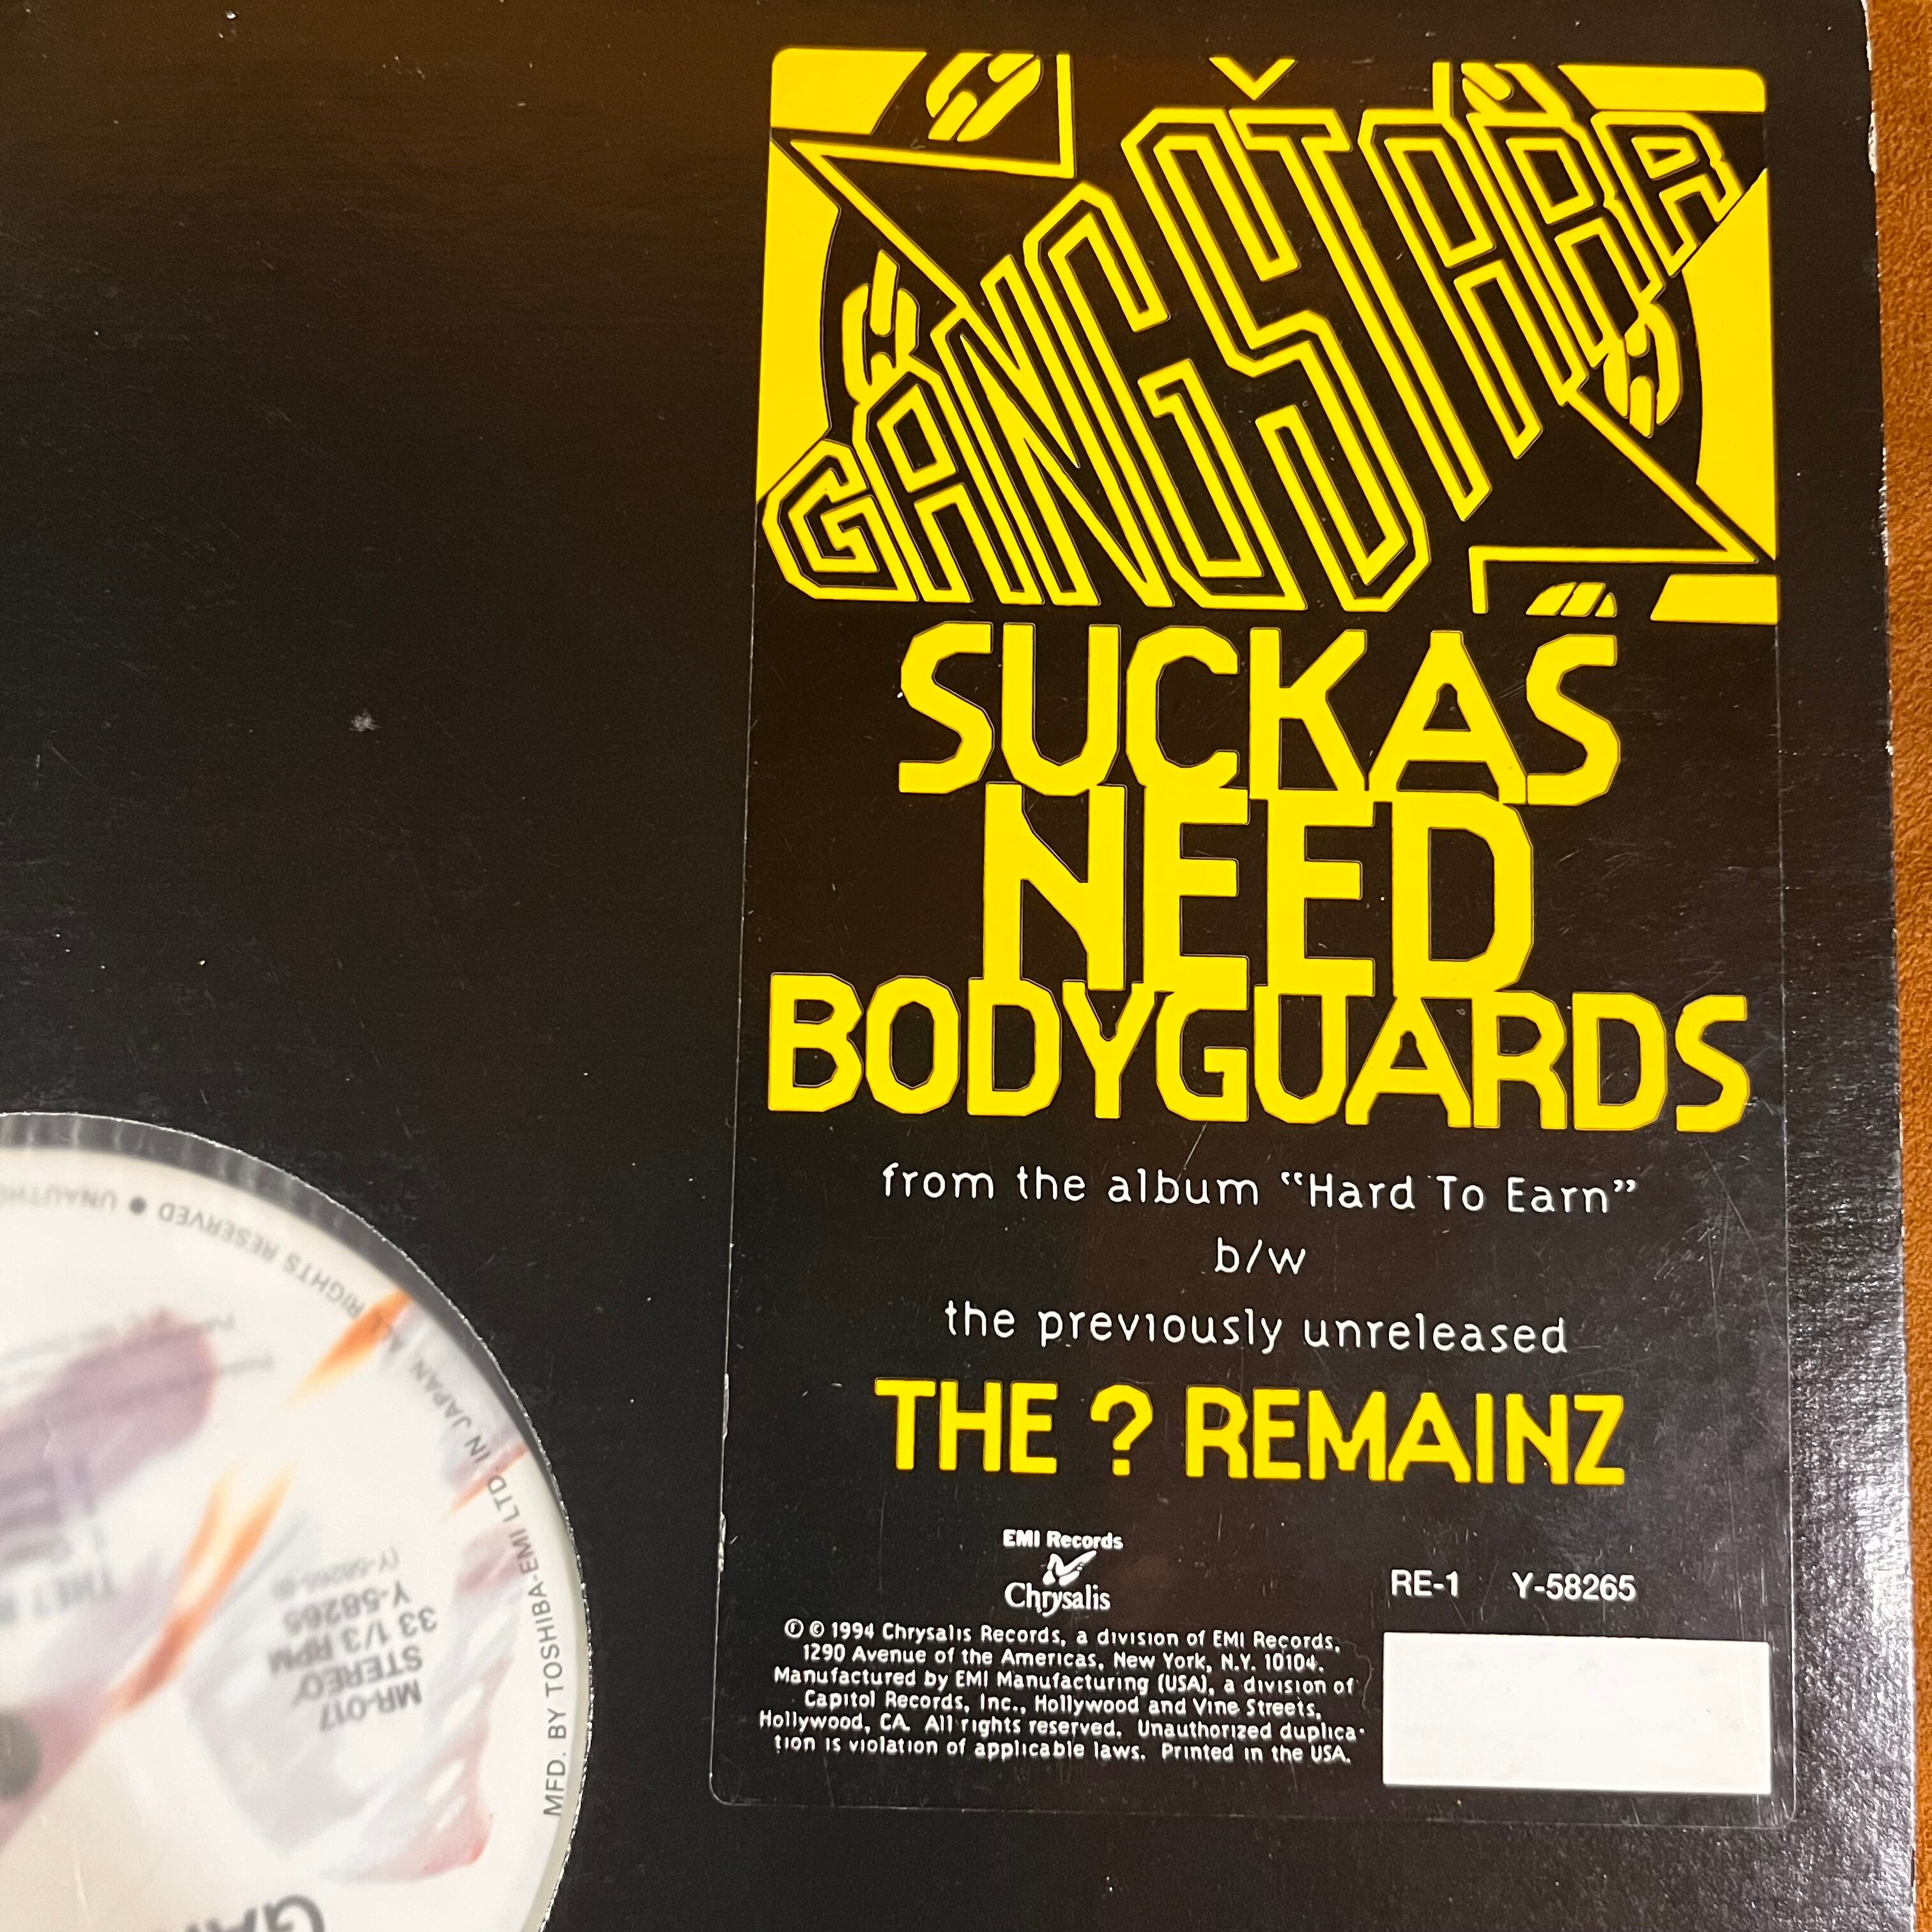 GANGSTARR
SUCKAS
NEED
BODYGUARDS
from the album "Hard To Earn"
b/w
the previously unreleased
THE ? REMAINZ
EMI Records
Chrysalis
RE-1 Y-58265
℗ © 1994 Chrysalis Records, a division of EMI Records,
1290 Avenue of the Americas, New York, N.Y. 10104.
Manufactured by EMI Manufacturing (USA), a division of
Capitol Records, Inc., Hollywood and Vine Streets,
Hollywood, CA. All rights reserved. Unauthorized duplica-
tion is violation of applicable laws. Printed in the USA.
MFD. BY TOSHIBA-EMI LTD. IN JAPAN ALL RIGHTS RESERVED ●
MR-017
STEREO
33 1/3 RPM
Y-58265